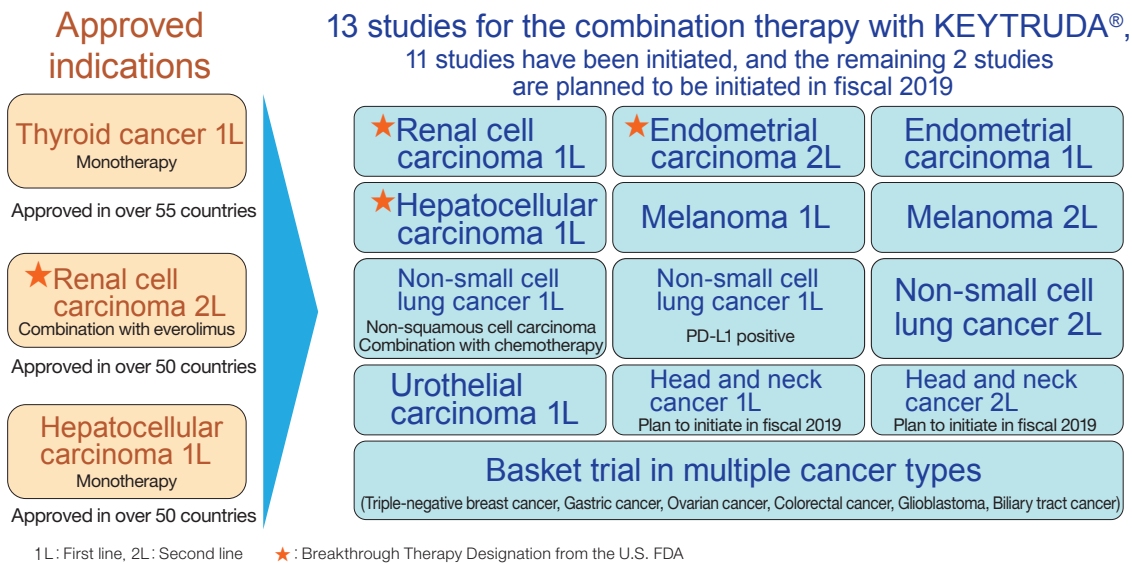 Approved
indications
Thyroid cancer 1L
Monotherapy
Approved in over 55 countries
★Renal cell
carcinoma 2L
Combination with everolimus
Approved in over 50 countries
Hepatocellular
carcinoma 1L
Monotherapy
Approved in over 50 countries
13 studies for the combination therapy with KEYTRUDA®,
11 studies have been initiated, and the remaining 2 studies
are planned to be initiated in fiscal 2019
★Renal cell
carcinoma 1L
★Endometrial
carcinoma 2L
Endometrial
carcinoma 1L
★Hepatocellular
carcinoma 1L
Melanoma 1L
Melanoma 2L
Non-small cell
lung cancer 1L
Non-squamous cell carcinoma
Combination with chemotherapy
Non-small cell
lung cancer 1L
PD-L1 positive
Non-small cell
lung cancer 2L
Urothelial
carcinoma 1L
Head and neck
cancer 1L
Plan to initiate in fiscal 2019
Head and neck
cancer 2L
Plan to initiate in fiscal 2019
Basket trial in multiple cancer types
(Triple-negative breast cancer, Gastric cancer, Ovarian cancer, Colorectal cancer, Glioblastoma, Biliary tract cancer)
1L: First line, 2L: Second line ★: Breakthrough Therapy Designation from the U.S. FDA